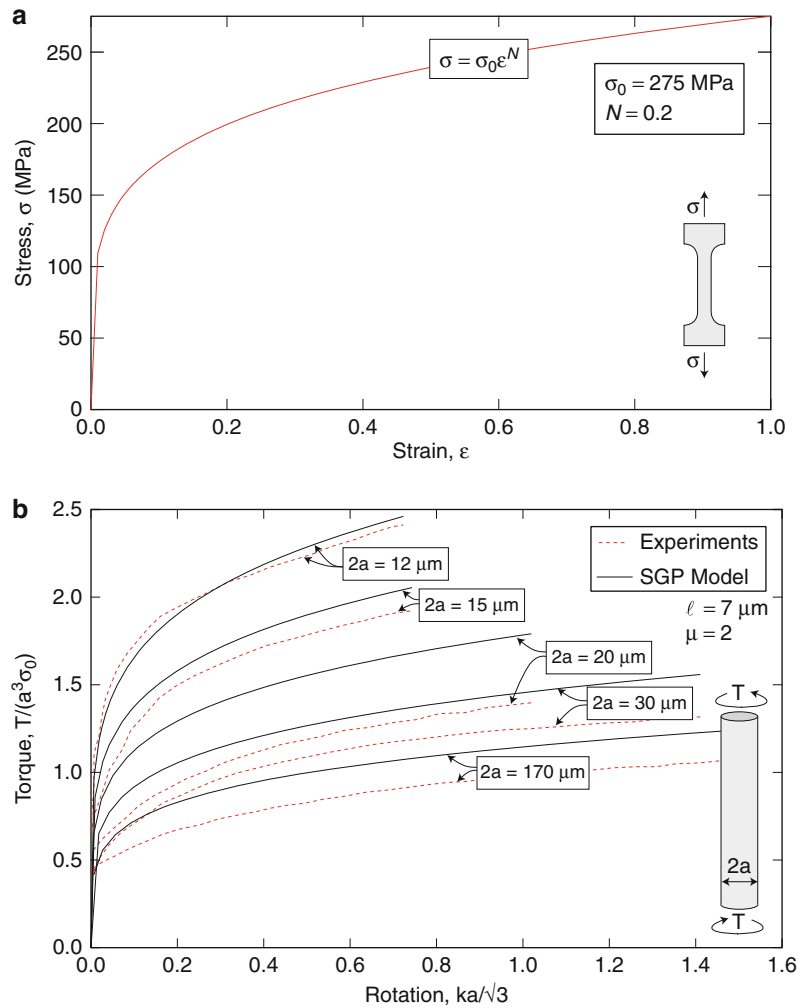 a
250
200
150
100
50
0
Stress, σ (MPa)
σ = σ₀εᴺ
σ₀ = 275 MPa
N = 0.2
σ
σ
0.0 0.2 0.4 0.6 0.8 1.0
Strain, ε
b
2.5
2.0
1.5
1.0
0.5
0.0
Torque, T/(a³σ₀)
2a = 12 μm
2a = 15 μm
2a = 20 μm
2a = 30 μm
2a = 170 μm
Experiments
SGP Model
ℓ = 7 μm
μ = 2
T
2a
T
0.0 0.2 0.4 0.6 0.8 1.0 1.2 1.4 1.6
Rotation, ka/√3